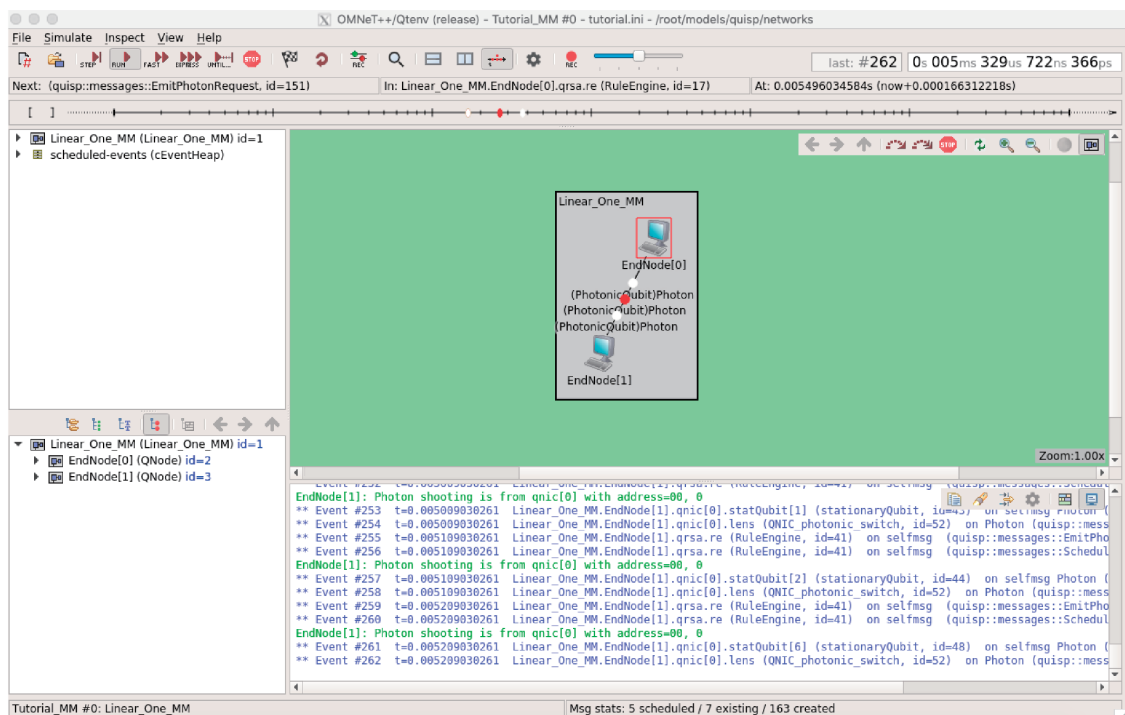 OMNeT++/Qtenv (release) - Tutorial_MM #0 - tutorial.ini - /root/models/quisp/networks
File Simulate Inspect View Help
STEP RUN FAST EXPRESS UNTIL... STOP REC REC last: #262 0s 005ms 329us 722ns 366ps
Next: (quisp::messages::EmitPhotonRequest, id=151) In: Linear_One_MM.EndNode[0].qrsa.re (RuleEngine, id=17) At: 0.005496034584s (now+0.000166312218s)
[ ]
Linear_One_MM (Linear_One_MM) id=1
scheduled-events (cEventHeap)
STOP
Linear_One_MM
EndNode[0]
(PhotonicQubit)Photon
(PhotonicQubit)Photon
(PhotonicQubit)Photon
EndNode[1]
Zoom:1.00x
Linear_One_MM (Linear_One_MM) id=1
EndNode[0] (QNode) id=2
EndNode[1] (QNode) id=3
EndNode[1]: Photon shooting is from qnic[0] with address=00, 0
** Event #253 t=0.005009030261 Linear_One_MM.EndNode[1].qnic[0].statQubit[1] (stationaryQubit, id=43) on selfmsg Photon (
** Event #254 t=0.005009030261 Linear_One_MM.EndNode[1].qnic[0].lens (QNIC_photonic_switch, id=52) on Photon (quisp::mess
** Event #255 t=0.005109030261 Linear_One_MM.EndNode[1].qrsa.re (RuleEngine, id=41) on selfmsg (quisp::messages::EmitPho
** Event #256 t=0.005109030261 Linear_One_MM.EndNode[1].qrsa.re (RuleEngine, id=41) on selfmsg (quisp::messages::Schedul
EndNode[1]: Photon shooting is from qnic[0] with address=00, 0
** Event #257 t=0.005109030261 Linear_One_MM.EndNode[1].qnic[0].statQubit[2] (stationaryQubit, id=44) on selfmsg Photon (
** Event #258 t=0.005109030261 Linear_One_MM.EndNode[1].qnic[0].lens (QNIC_photonic_switch, id=52) on Photon (quisp::mess
** Event #259 t=0.005209030261 Linear_One_MM.EndNode[1].qrsa.re (RuleEngine, id=41) on selfmsg (quisp::messages::EmitPho
** Event #260 t=0.005209030261 Linear_One_MM.EndNode[1].qrsa.re (RuleEngine, id=41) on selfmsg (quisp::messages::Schedul
EndNode[1]: Photon shooting is from qnic[0] with address=00, 0
** Event #261 t=0.005209030261 Linear_One_MM.EndNode[1].qnic[0].statQubit[6] (stationaryQubit, id=48) on selfmsg Photon (
** Event #262 t=0.005209030261 Linear_One_MM.EndNode[1].qnic[0].lens (QNIC_photonic_switch, id=52) on Photon (quisp::mess
Tutorial_MM #0: Linear_One_MM Msg stats: 5 scheduled / 7 existing / 163 created